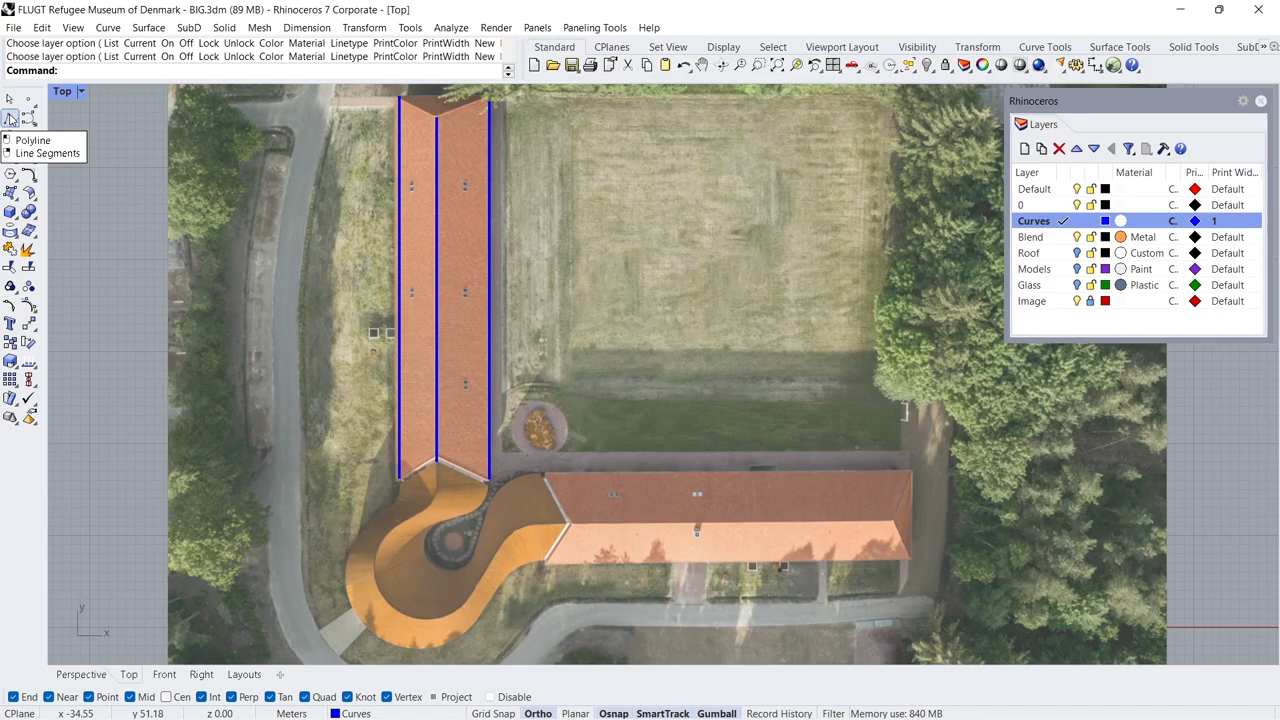 FLUGT Refugee Museum of Denmark - BIG.3dm (89 MB) - Rhinoceros 7 Corporate - [Top]
File Edit View Curve Surface SubD Solid Mesh Dimension Transform Tools Analyze Render Panels Paneling Tools Help
Choose layer option ( List Current On Off Lock Unlock Color Material Linetype PrintColor PrintWidth New
Choose layer option ( List Current On Off Lock Unlock Color Material Linetype PrintColor PrintWidth New
Command:
Standard CPlanes Set View Display Select Viewport Layout Visibility Transform Curve Tools Surface Tools Solid Tools SubD »
Top
Polyline
Line Segments
Rhinoceros
Layers
Layer Material Pri... Print Wid...
Default C.. Default
0 C.. Default
Curves C. 1
Blend Metal C.. Default
Roof Custom C.. Default
Models Paint C.. Default
Glass Plastic C.. Default
Image C.. Default
y
x
Perspective Top Front Right Layouts
End Near Point Mid Cen Int Perp Tan Quad Knot Vertex Project Disable
CPlane x -34.55 y 51.18 z 0.00 Meters Curves Grid Snap Ortho Planar Osnap SmartTrack Gumball Record History Filter Memory use: 840 MB